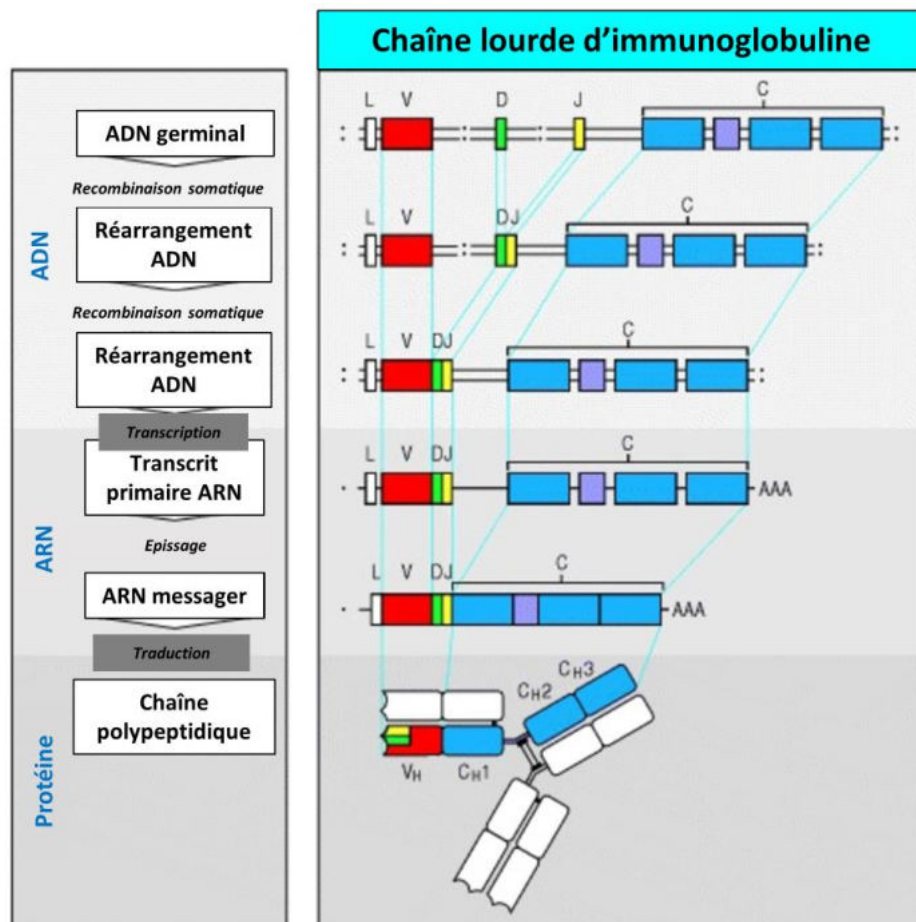 Chaîne lourde d'immunoglobuline
ADN
ADN germinal
Recombinaison somatique
Réarrangement
ADN
Recombinaison somatique
Réarrangement
ADN
Transcription
ARN
Transcrit
primaire ARN
Epissage
ARN messager
Traduction
Protéine
Chaîne
polypeptidique
L V D J C
L V DJ C
L V DJ C
L V DJ C
AAA
L V DJ C
AAA
VH CH1 CH2 CH3